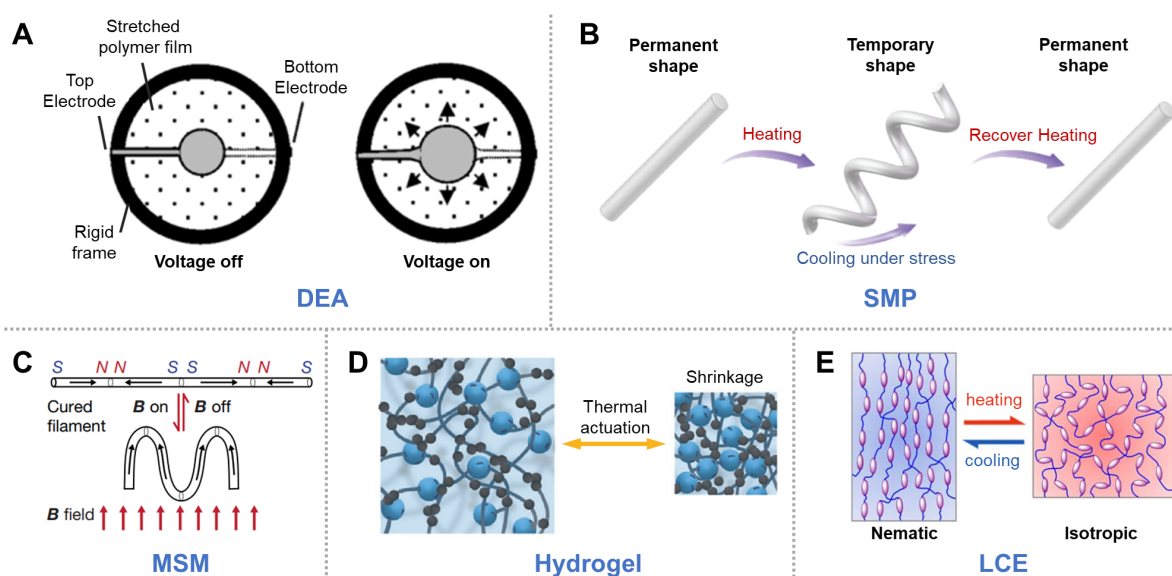 A
Stretched
polymer film
Top
Electrode
Bottom
Electrode
Rigid
frame
Voltage off
Voltage on
DEA
B
Permanent
shape
Temporary
shape
Permanent
shape
Heating
Recover Heating
Cooling under stress
SMP
C
S N N S S N N S
Cured
filament
B on
B off
B field
MSM
D
Thermal
actuation
Shrinkage
Hydrogel
E
heating
cooling
Nematic
Isotropic
LCE